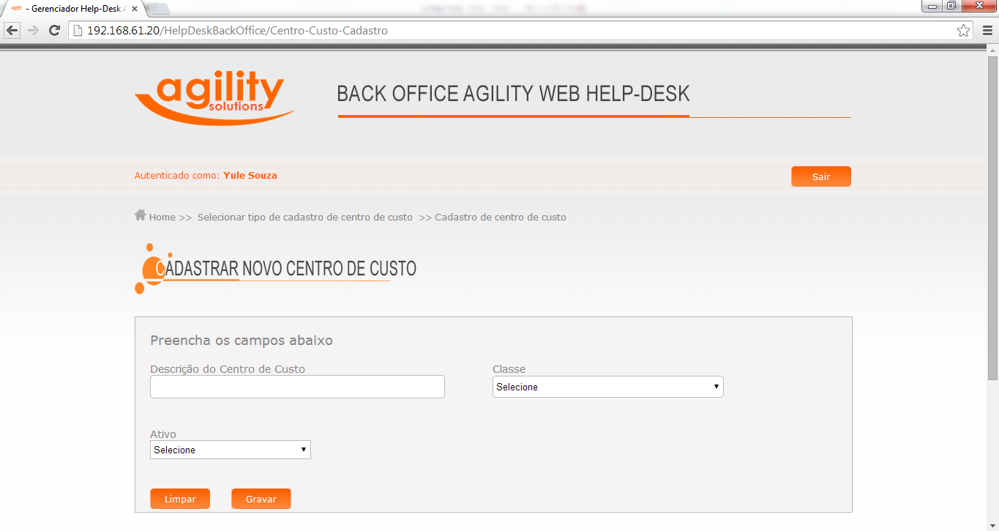 - Gerenciador Help-Desk A
192.168.61.20/HelpDeskBackOffice/Centro-Custo-Cadastro
agility
solutions
BACK OFFICE AGILITY WEB HELP-DESK
Autenticado como: Yule Souza
Sair
Home >> Selecionar tipo de cadastro de centro de custo >> Cadastro de centro de custo
CADASTRAR NOVO CENTRO DE CUSTO
Preencha os campos abaixo
Descrição do Centro de Custo
Classe
Selecione
Ativo
Selecione
Limpar
Gravar